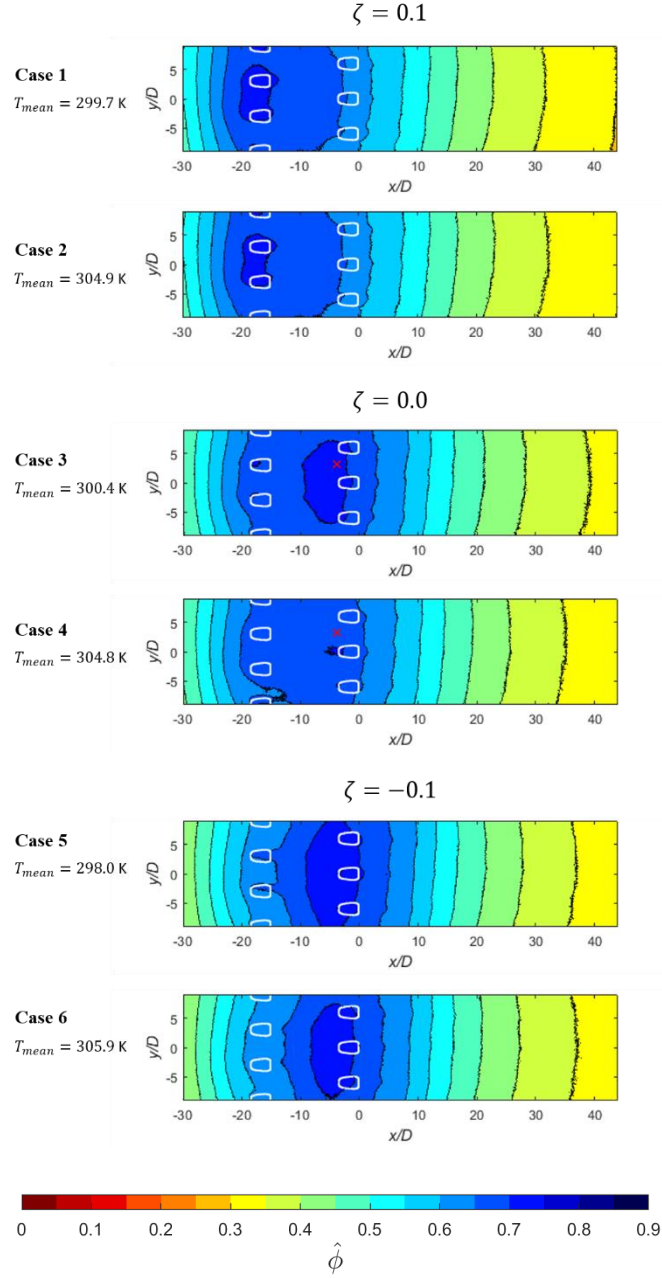 ζ = 0.1
Case 1
T_mean = 299.7 K
y/D
5
0
-5
-30 -20 -10 0 10 20 30 40
x/D
Case 2
T_mean = 304.9 K
y/D
5
0
-5
-30 -20 -10 0 10 20 30 40
x/D
ζ = 0.0
Case 3
T_mean = 300.4 K
y/D
5
0
-5
-30 -20 -10 0 10 20 30 40
x/D
Case 4
T_mean = 304.8 K
y/D
5
0
-5
-30 -20 -10 0 10 20 30 40
x/D
ζ = −0.1
Case 5
T_mean = 298.0 K
y/D
5
0
-5
-30 -20 -10 0 10 20 30 40
x/D
Case 6
T_mean = 305.9 K
y/D
5
0
-5
-30 -20 -10 0 10 20 30 40
x/D
0 0.1 0.2 0.3 0.4 0.5 0.6 0.7 0.8 0.9
ϕ̂